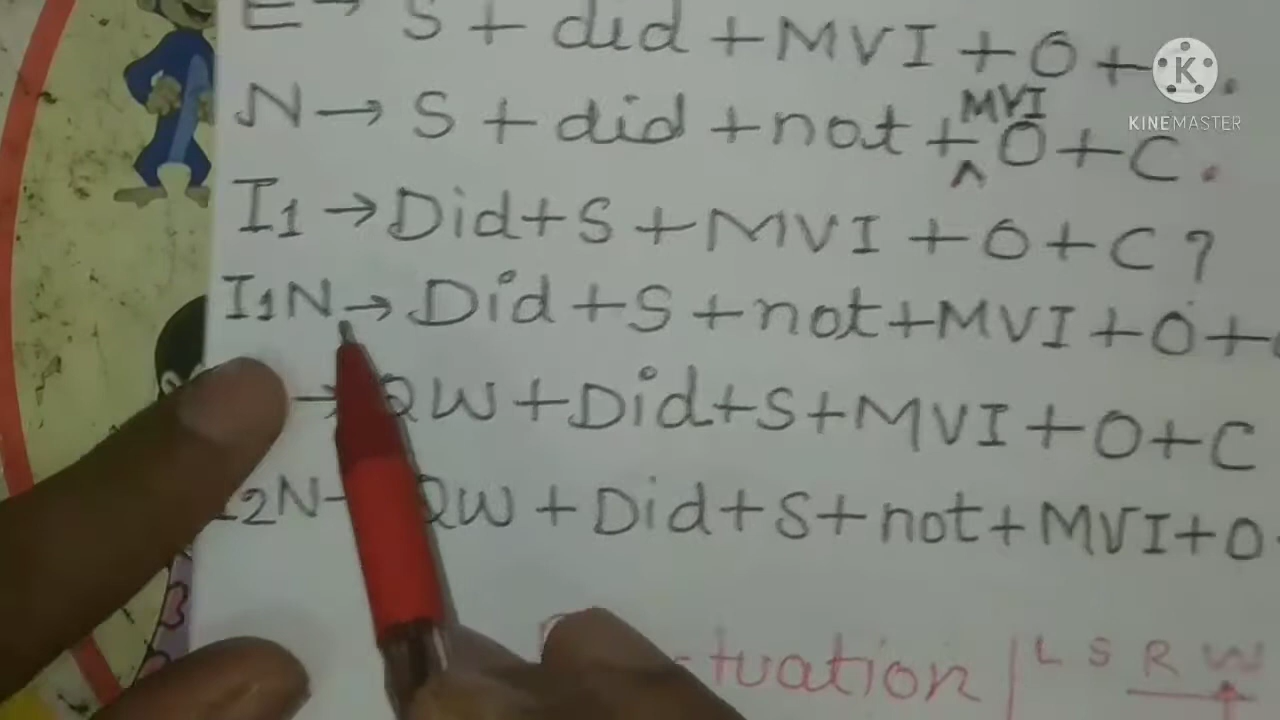 E → S + did + MVI + O + .
K
KINEMASTER
N → S + did + not + MVI ^ O + C.
I1 → Did + S + MVI + O + C ?
I1N → Did + S + not + MVI + O +
→ QW + Did + S + MVI + O + C
I2N - QW + Did + S + not + MVI + O
tuation | L S R W